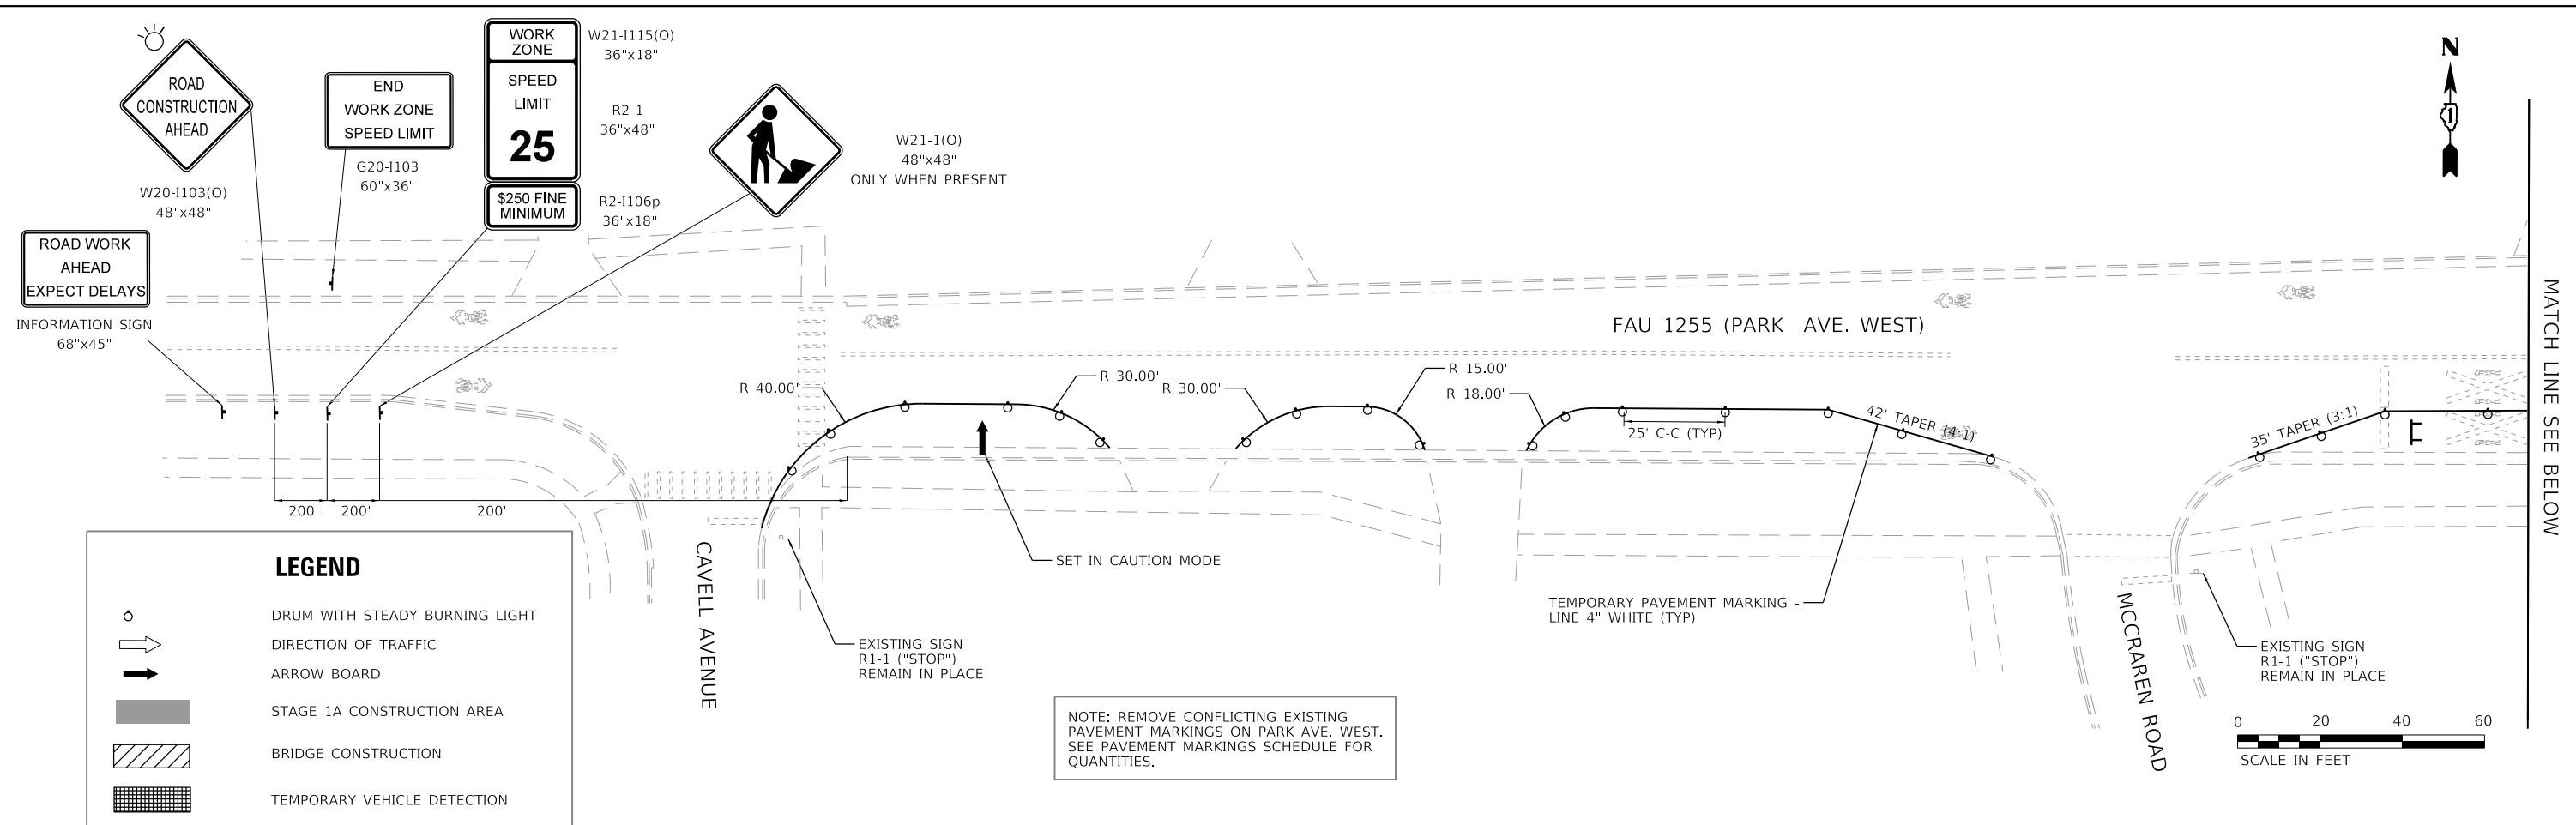 ROAD
CONSTRUCTION
AHEAD
W20-I103(O)
48"x48"
END
WORK ZONE
SPEED LIMIT
G20-I103
60"x36"
WORK
ZONE
SPEED
LIMIT
25
$250 FINE
MINIMUM
W21-I115(O)
36"x18"
R2-1
36"x48"
R2-I106p
36"x18"
W21-1(O)
48"x48"
ONLY WHEN PRESENT
ROAD WORK
AHEAD
EXPECT DELAYS
INFORMATION SIGN
68"x45"
N
1
FAU 1255 (PARK AVE. WEST)
MATCH LINE SEE BELOW
R 40.00'
R 30.00'
R 30.00'
R 15.00'
R 18.00'
25' C-C (TYP)
42' TAPER (4:1)
35' TAPER (3:1)
200'
200'
200'
SET IN CAUTION MODE
CAVELL AVENUE
EXISTING SIGN
R1-1 ("STOP")
REMAIN IN PLACE
TEMPORARY PAVEMENT MARKING -
LINE 4" WHITE (TYP)
MCCRAREN ROAD
EXISTING SIGN
R1-1 ("STOP")
REMAIN IN PLACE
LEGEND
DRUM WITH STEADY BURNING LIGHT
DIRECTION OF TRAFFIC
ARROW BOARD
STAGE 1A CONSTRUCTION AREA
BRIDGE CONSTRUCTION
TEMPORARY VEHICLE DETECTION
NOTE: REMOVE CONFLICTING EXISTING
PAVEMENT MARKINGS ON PARK AVE. WEST.
SEE PAVEMENT MARKINGS SCHEDULE FOR
QUANTITIES.
0 20 40 60
SCALE IN FEET